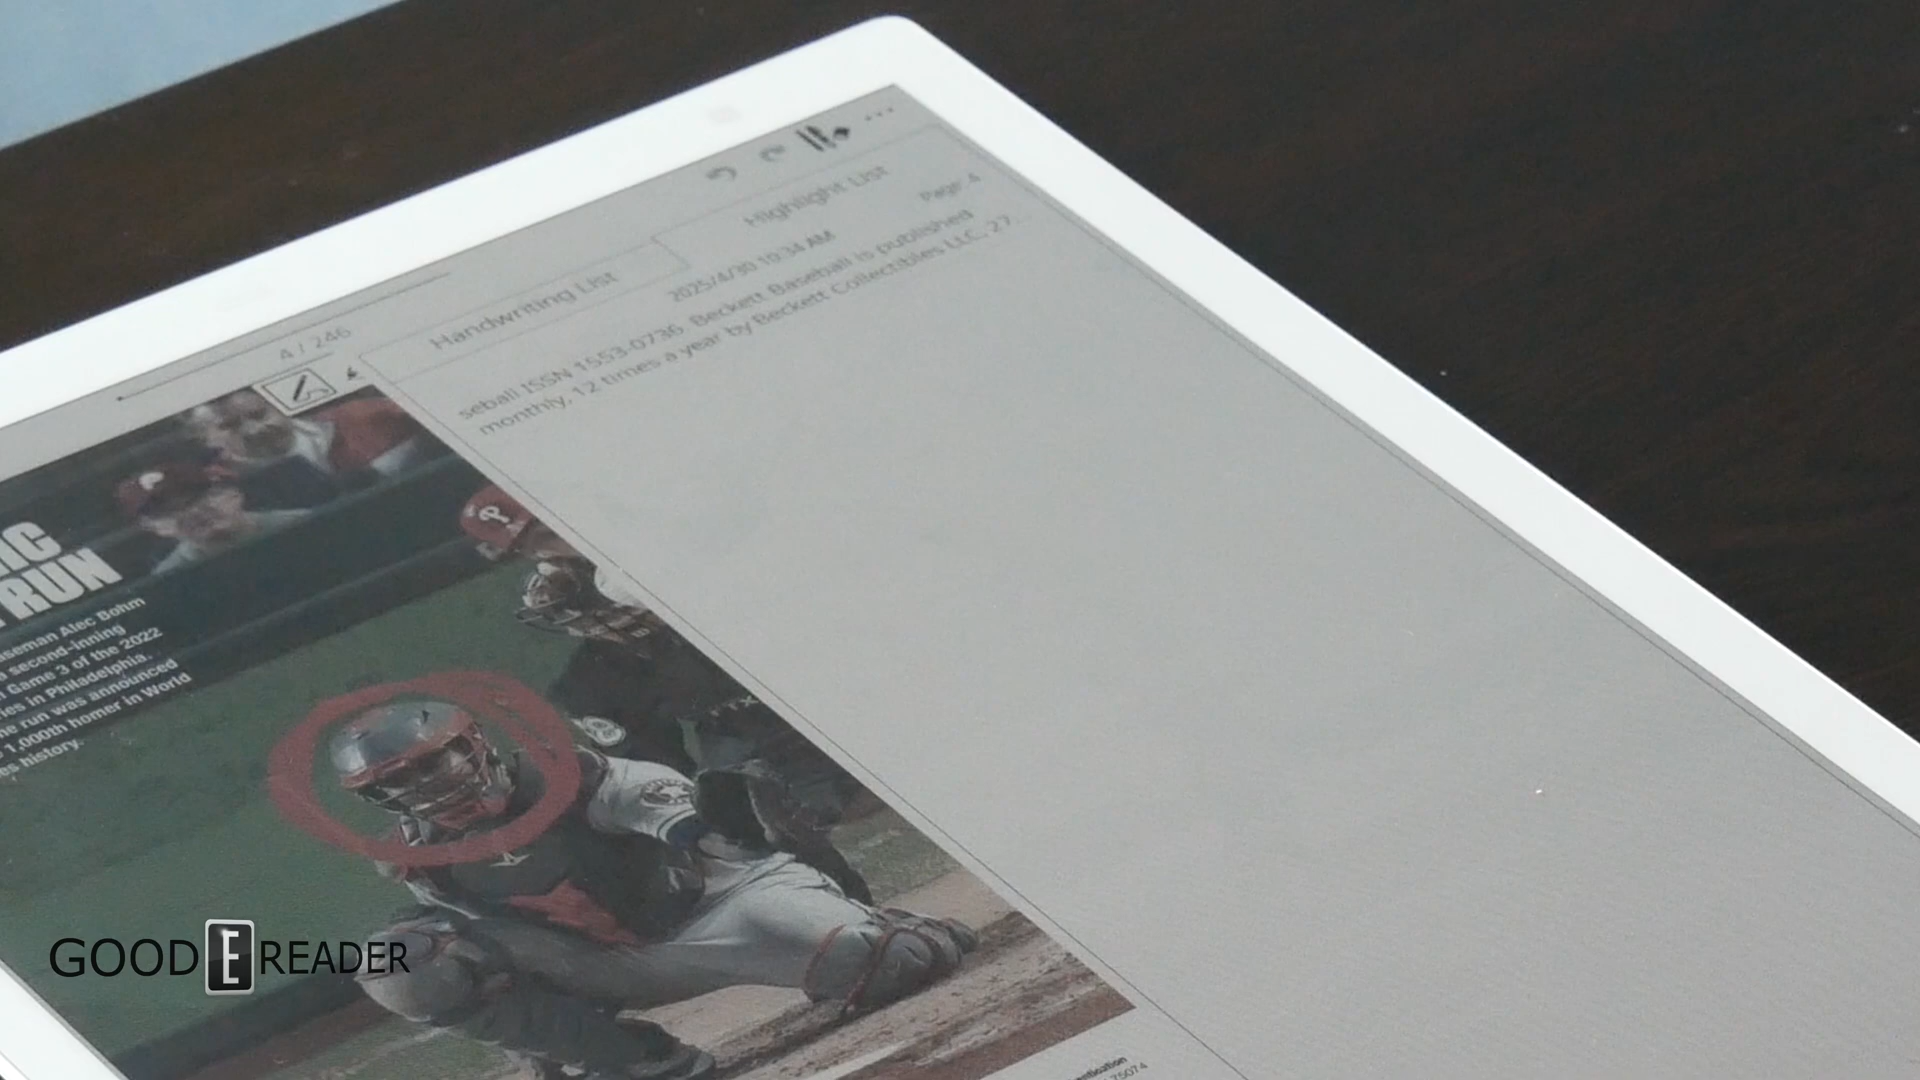 4 / 246
Handwriting List
Highlight List
2025/4/30 10:34 AM
Page 4
seball ISSN 1553-0736. Beckett Baseball is published
monthly, 12 times a year by Beckett Collectibles LLC, 27...
IC
RUN
aseman Alec Bohm
second-inning
Game 3 of the 2022
ies in Philadelphia.
he run was announced
1,000th homer in World
es history.
P
GOOD E READER
75074